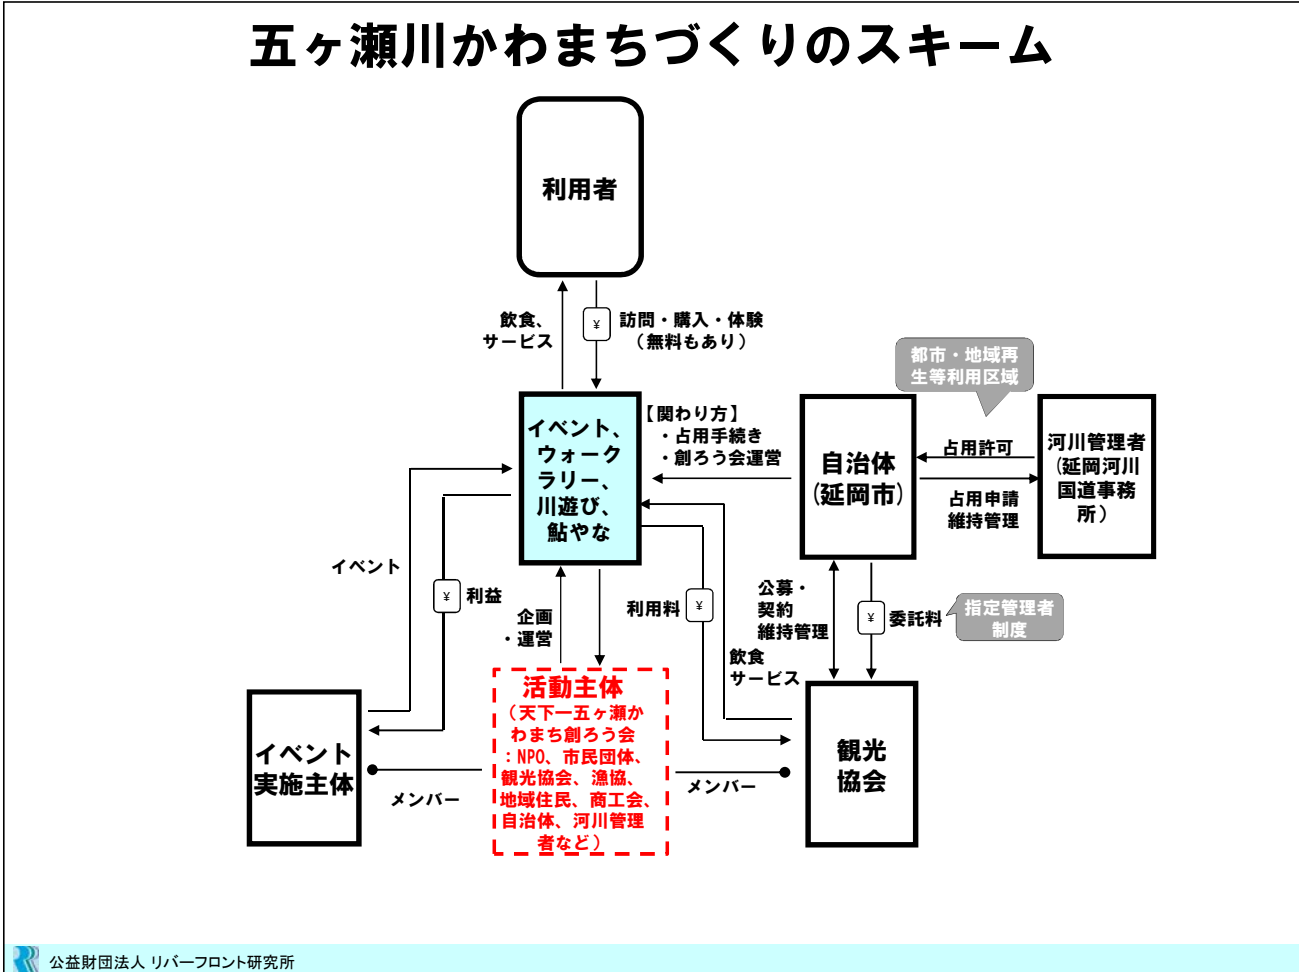 五ヶ瀬川かわまちづくりのスキーム
利用者
飲食、
サービス
¥
訪問・購入・体験
（無料もあり）
都市・地域再
生等利用区域
イベント、
ウォーク
ラリー、
川遊び、
鮎やな
【関わり方】
・占用手続き
・創ろう会運営
自治体
(延岡市)
占用許可
占用申請
維持管理
河川管理者
(延岡河川
国道事務
所）
イベント
¥
利益
企画
・運営
利用料
¥
公募・
契約
維持管理
¥
委託料
指定管理者
制度
飲食
サービス
イベント
実施主体
メンバー
活動主体
（天下一五ヶ瀬か
わまち創ろう会
：NPO、市民団体、
観光協会、漁協、
地域住民、商工会、
自治体、河川管理
者など）
メンバー
観光
協会
公益財団法人 リバーフロント研究所